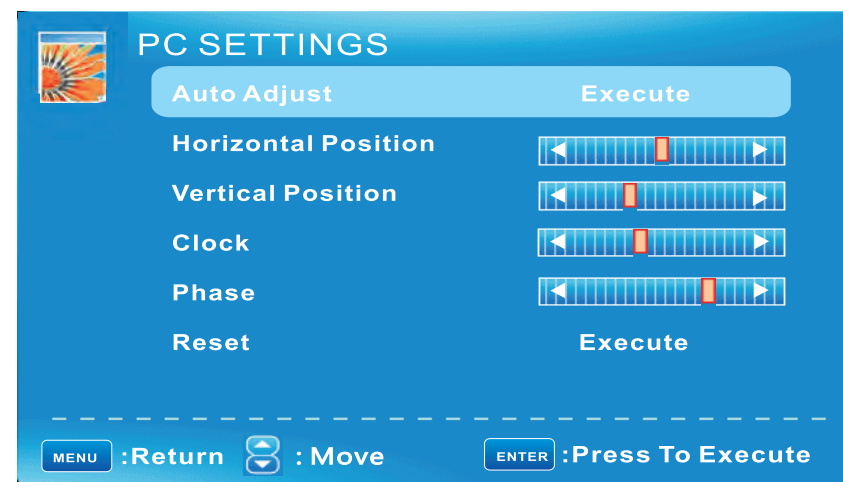 PC SETTINGS
Auto Adjust Execute
Horizontal Position
Vertical Position
Clock
Phase
Reset Execute
MENU :Return : Move ENTER :Press To Execute